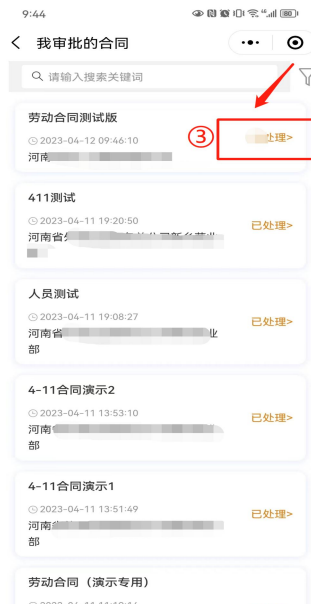 9:44
80
我审批的合同
请输入搜索关键词
劳动合同测试版
2023-04-12 09:46:10
③
处理>
河南
411测试
2023-04-11 19:20:50
已处理>
河南省
人员测试
2023-04-11 19:08:27
已处理>
河南省 业
部
4-11合同演示2
2023-04-11 13:53:10
已处理>
河南
部
4-11合同演示1
2023-04-11 13:51:49
已处理>
河南
部
劳动合同（演示专用）